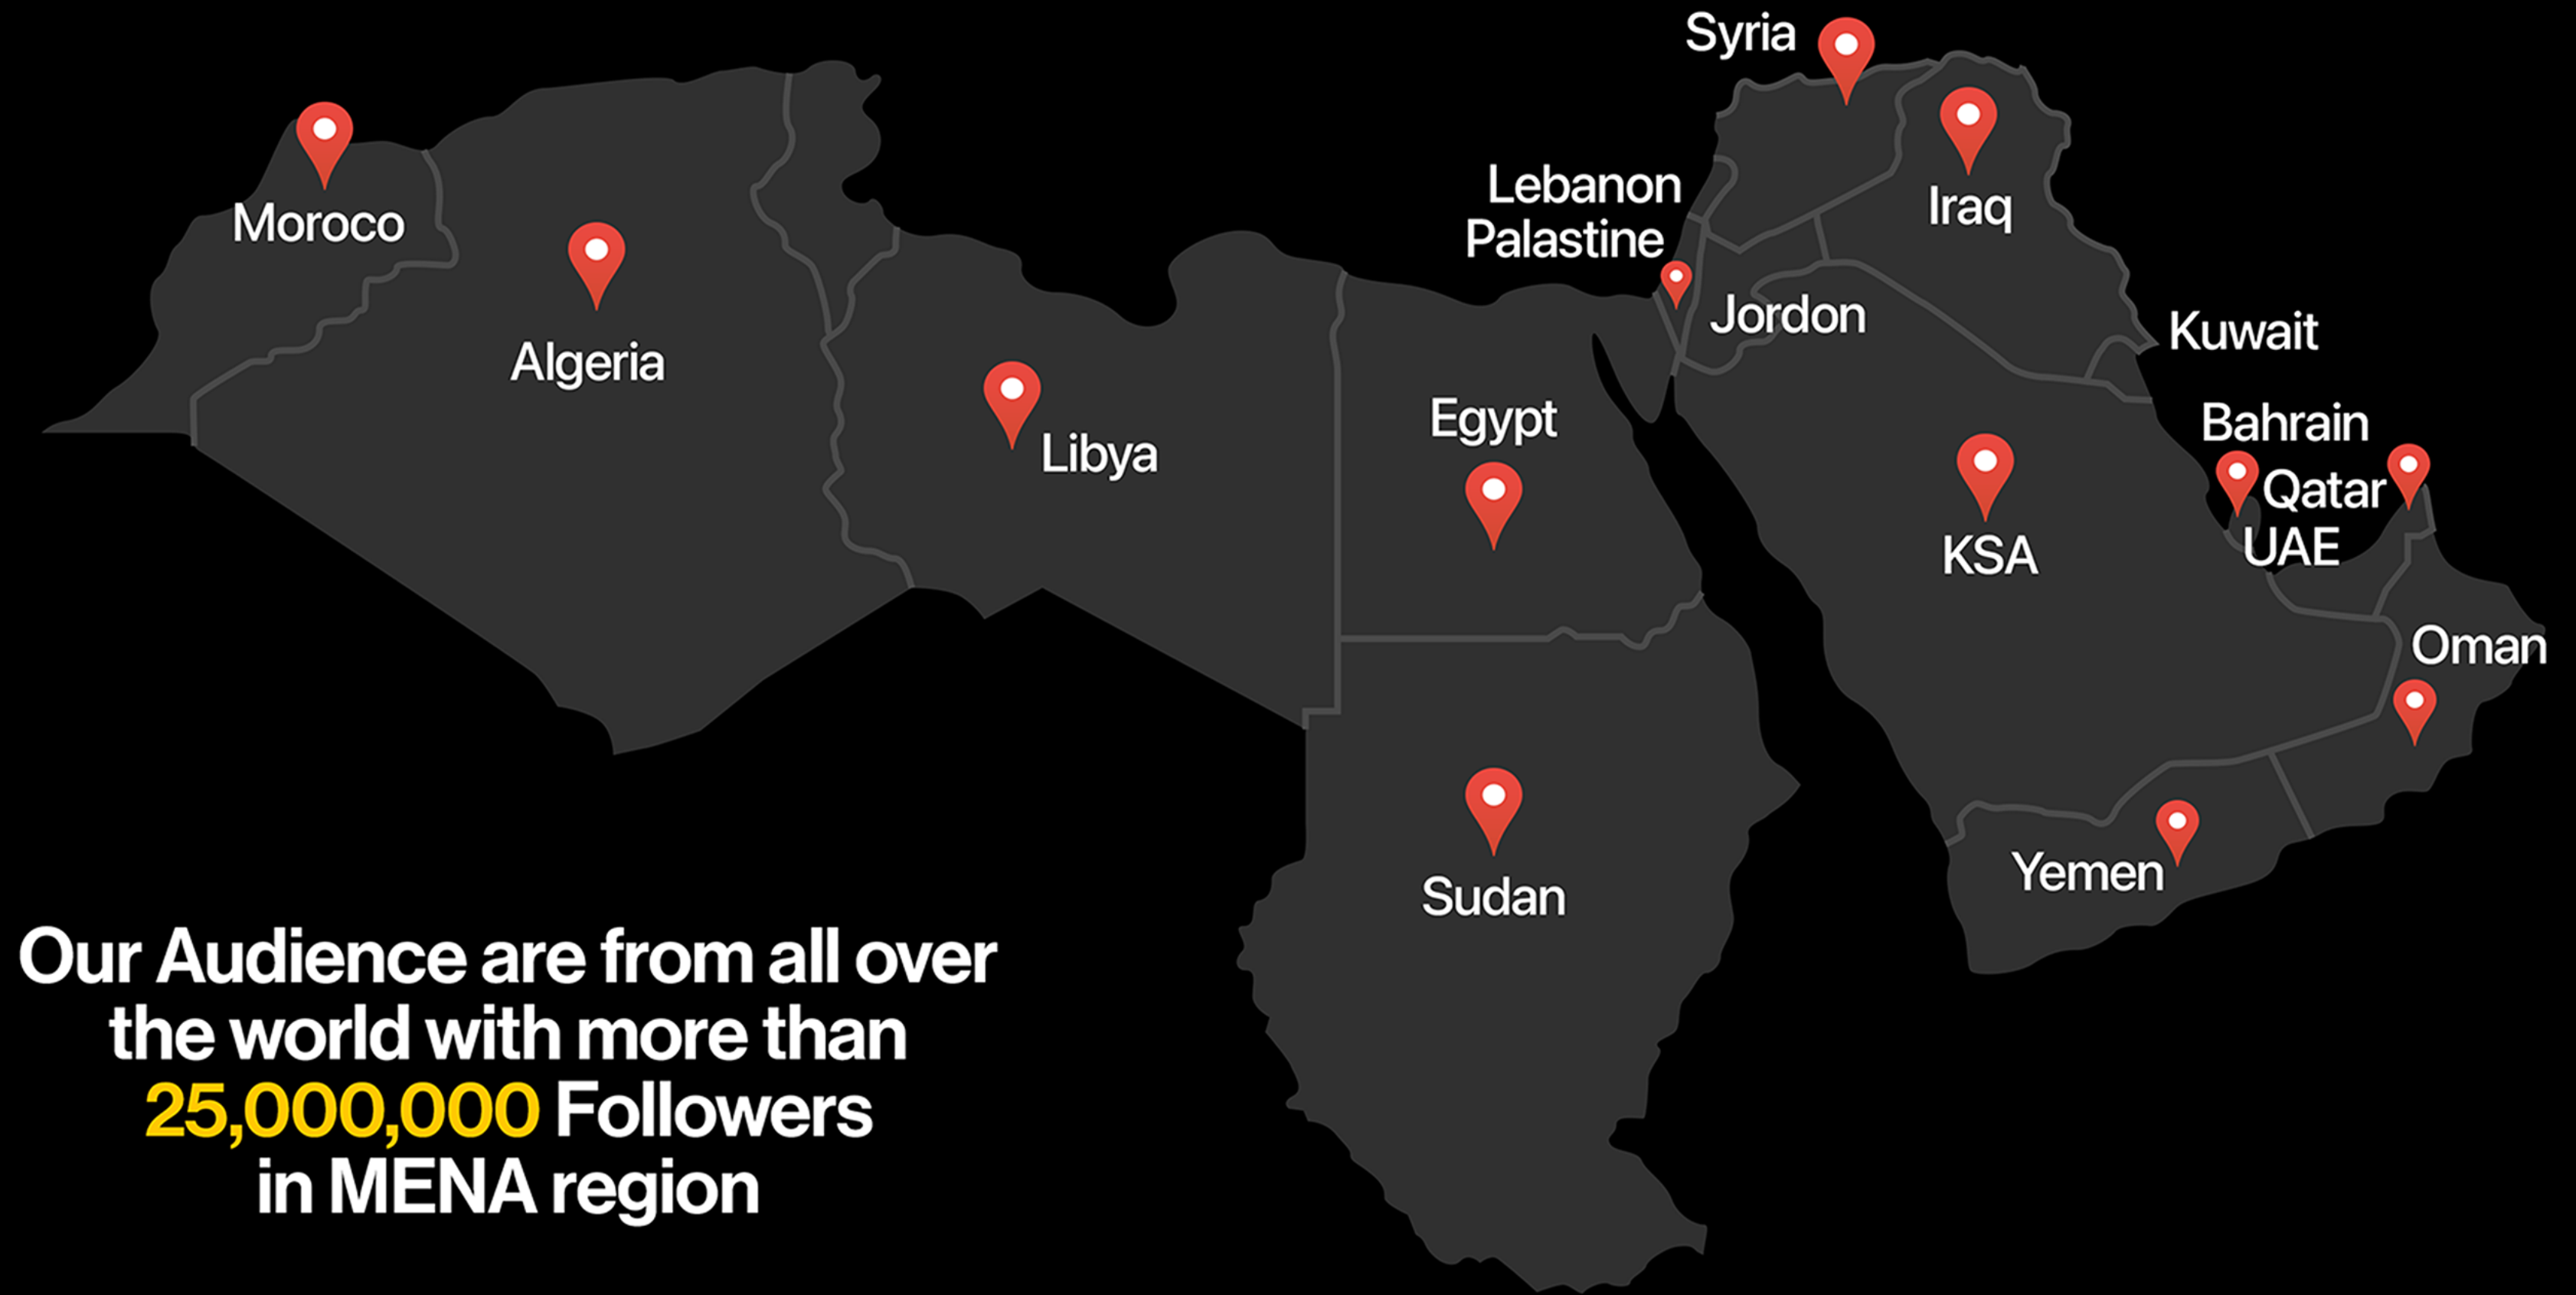 Syria
Moroco
Lebanon
Iraq
Palastine
Jordon
Kuwait
Algeria
Libya
Egypt
Bahrain
Qatar
KSA
UAE
Oman
Yemen
Sudan
Our Audience are from all over
the world with more than
25,000,000 Followers
in MENA region